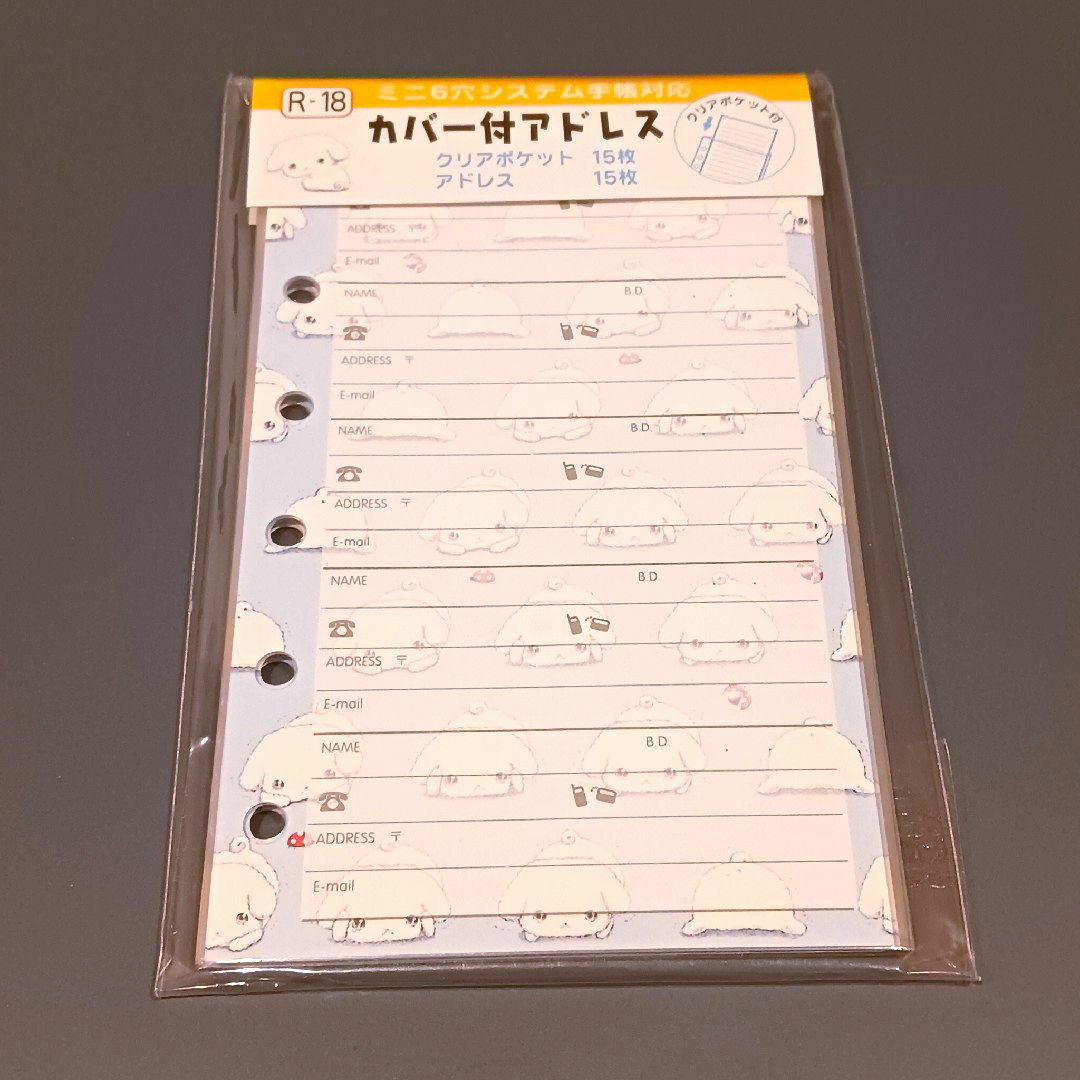 R-18
ミニ6穴システム手帳対応
カバー付アドレス
クリアポケット 15枚
アドレス 15枚
クリアポケット付
ADDRESS 〒
E-mail
NAME B.D.
ADDRESS 〒
E-mail
NAME B.D.
ADDRESS 〒
E-mail
NAME B.D.
ADDRESS 〒
E-mail
NAME B.D.
ADDRESS 〒
E-mail